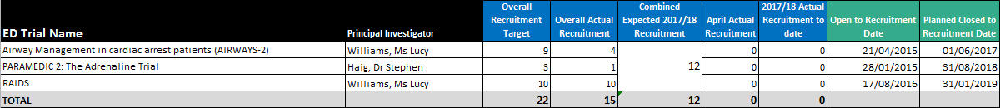 ED Trial Name Principal Investigator Overall Recruitment Target Overall Actual Recruitment Combined Expected 2017/18 Recruitment April Actual Recruitment 2017/18 Actual Recruitment to date Open to Recruitment Date Planned Closed to Recruitment Date
Airway Management in cardiac arrest patients (AIRWAYS-2) Williams, Ms Lucy 9 4 0 0 21/04/2015 01/06/2017
PARAMEDIC 2: The Adrenaline Trial Haig, Dr Stephen 3 1 12 0 0 28/01/2015 31/08/2018
RAIDS Williams, Ms Lucy 10 10 0 0 17/08/2016 31/01/2019
TOTAL 22 15 12 0 0